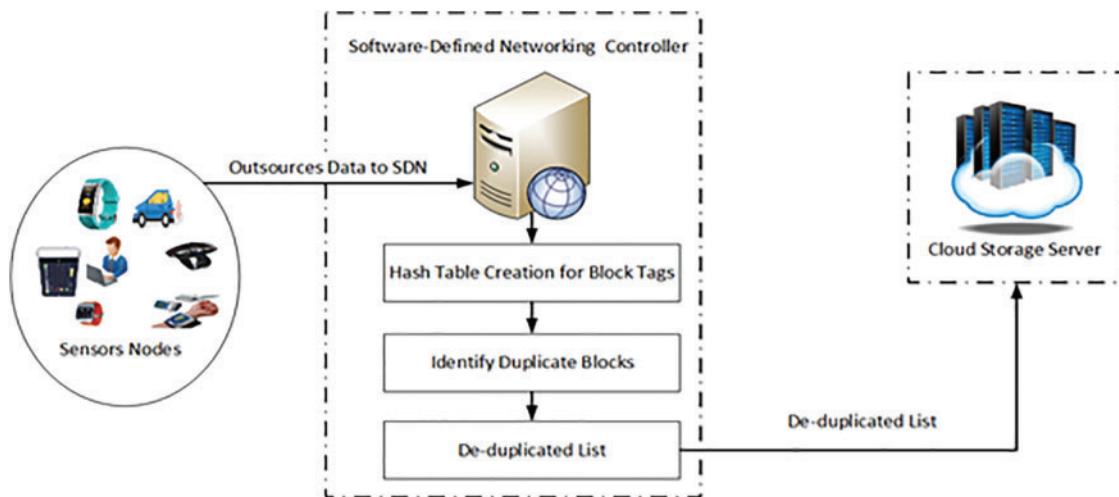 Software-Defined Networking Controller
Outsources Data to SDN
Sensors Nodes
Hash Table Creation for Block Tags
Identify Duplicate Blocks
De-duplicated List
De-duplicated List
Cloud Storage Server